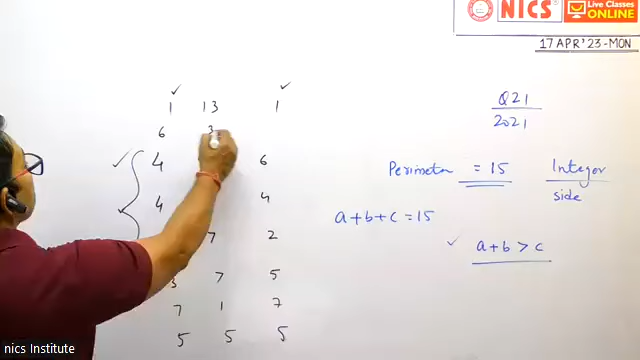 NICS
Live Classes
ONLINE
17 APR'23-MON
Q21
2021
Perimeter = 15 Integer
side
a+b+c = 15
✓ a+b > c
✓ ✓
1 13 1
6 3
✓ 4 6
4 4
7 2
3 7 5
7 1 7
5 5 5
nics Institute